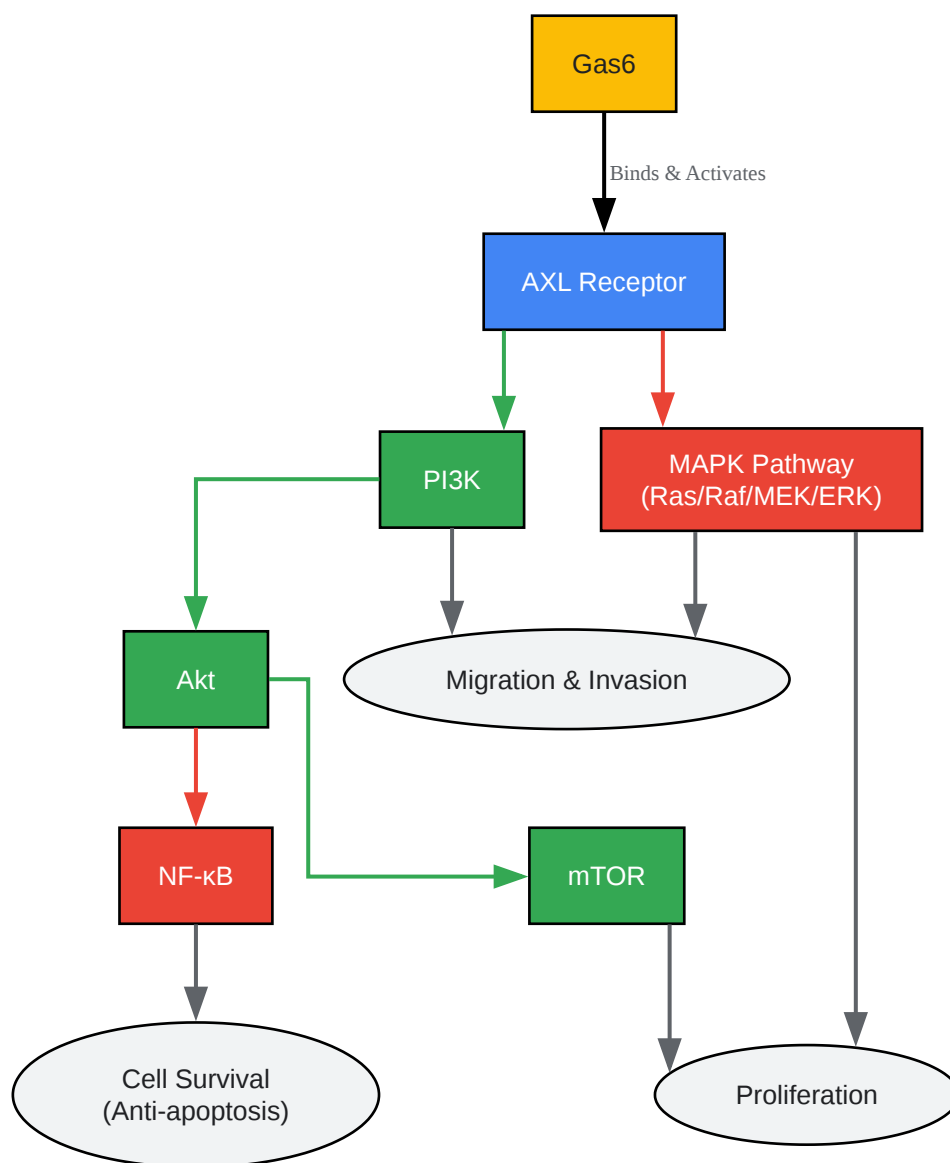 Gas6
Binds & Activates
AXL Receptor
PI3K
MAPK Pathway
(Ras/Raf/MEK/ERK)
Akt
Migration & Invasion
NF-κB
mTOR
Cell Survival
(Anti-apoptosis)
Proliferation